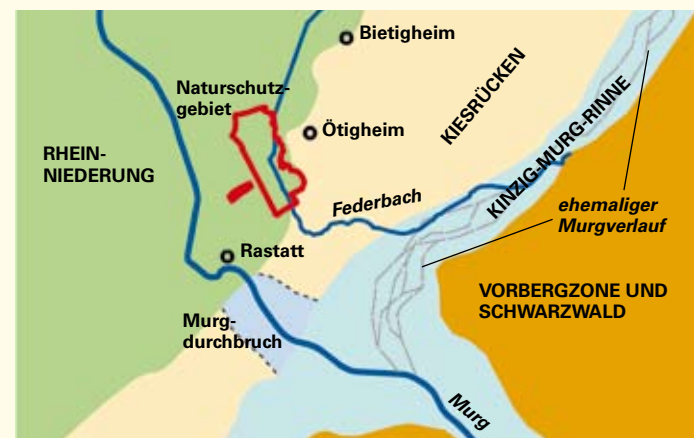 Bietigheim
Naturschutz-
gebiet
Ötigheim
KIESRÜCKEN
RHEIN-
NIEDERUNG
KINZIG-MURG-RINNE
Federbach
ehemaliger
Murgverlauf
Rastatt
VORBERGZONE UND
SCHWARZWALD
Murg-
durchbruch
Murg